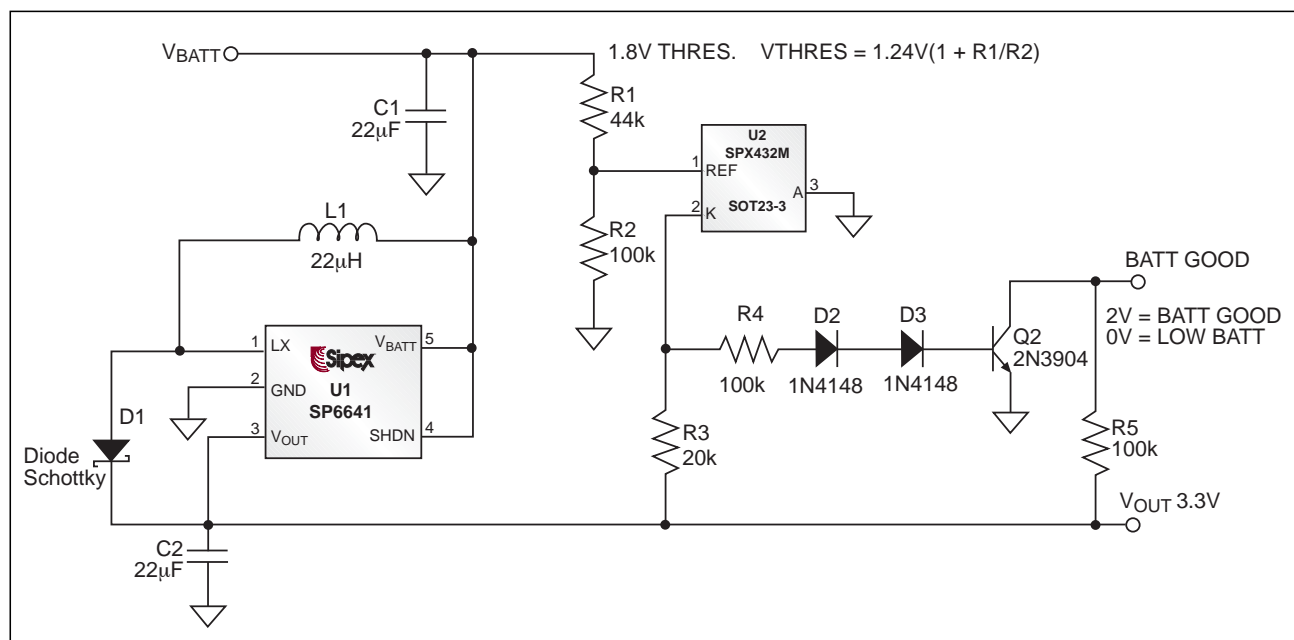 VBATT
1.8V THRES. VTHRES = 1.24V(1 + R1/R2)
C1
22µF
R1
44k
U2
SPX432M
1
REF
A
3
2
K
SOT23-3
L1
22µH
R2
100k
BATT GOOD
2V = BATT GOOD
0V = LOW BATT
R4
100k
D2
1N4148
D3
1N4148
Q2
2N3904
1
LX
VBATT
5
Sipex
2
GND
U1
SP6641
3
VOUT
SHDN
4
D1
Diode
Schottky
R3
20k
R5
100k
VOUT 3.3V
C2
22µF